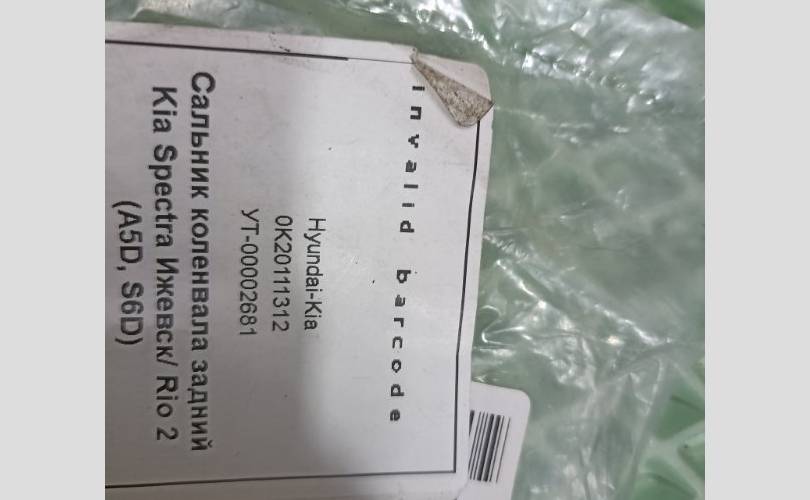 invalid barcode
Hyundai-Kia
0K20111312
УТ-00002681
Сальник коленвала задний
Kia Spectra Ижевск/ Rio 2
(A5D, S6D)